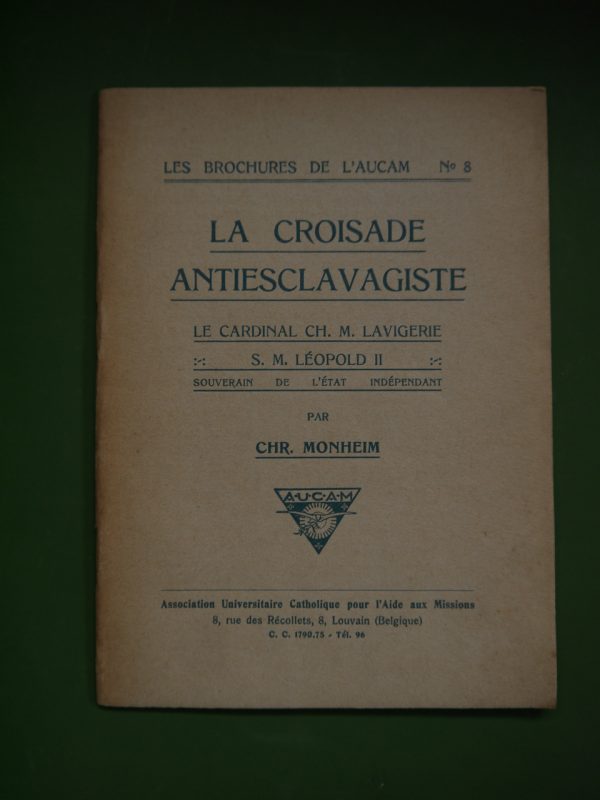 LES BROCHURES DE L'AUCAM Nº 8
LA CROISADE
ANTIESCLAVAGISTE
LE CARDINAL CH. M. LAVIGERIE
:-: S. M. LÉOPOLD II :-:
SOUVERAIN DE L'ÉTAT INDÉPENDANT
PAR
CHR. MONHEIM
A·U·C·A·M
Association Universitaire Catholique pour l'Aide aux Missions
8, rue des Récollets, 8, Louvain (Belgique)
C. C. 1790.75 - Tél. 96